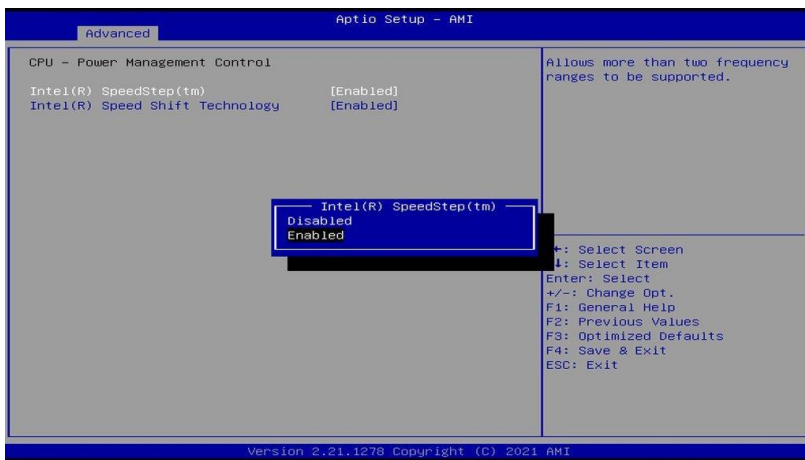 Aptio Setup – AMI
Advanced
CPU – Power Management Control
Intel(R) SpeedStep(tm) [Enabled]
Intel(R) Speed Shift Technology [Enabled]
Allows more than two frequency
ranges to be supported.
Intel(R) SpeedStep(tm)
Disabled
Enabled
: Select Screen
: Select Item
Enter: Select
+/-: Change Opt.
F1: General Help
F2: Previous Values
F3: Optimized Defaults
F4: Save & Exit
ESC: Exit
Version 2.21.1278 Copyright (C) 2021 AMI